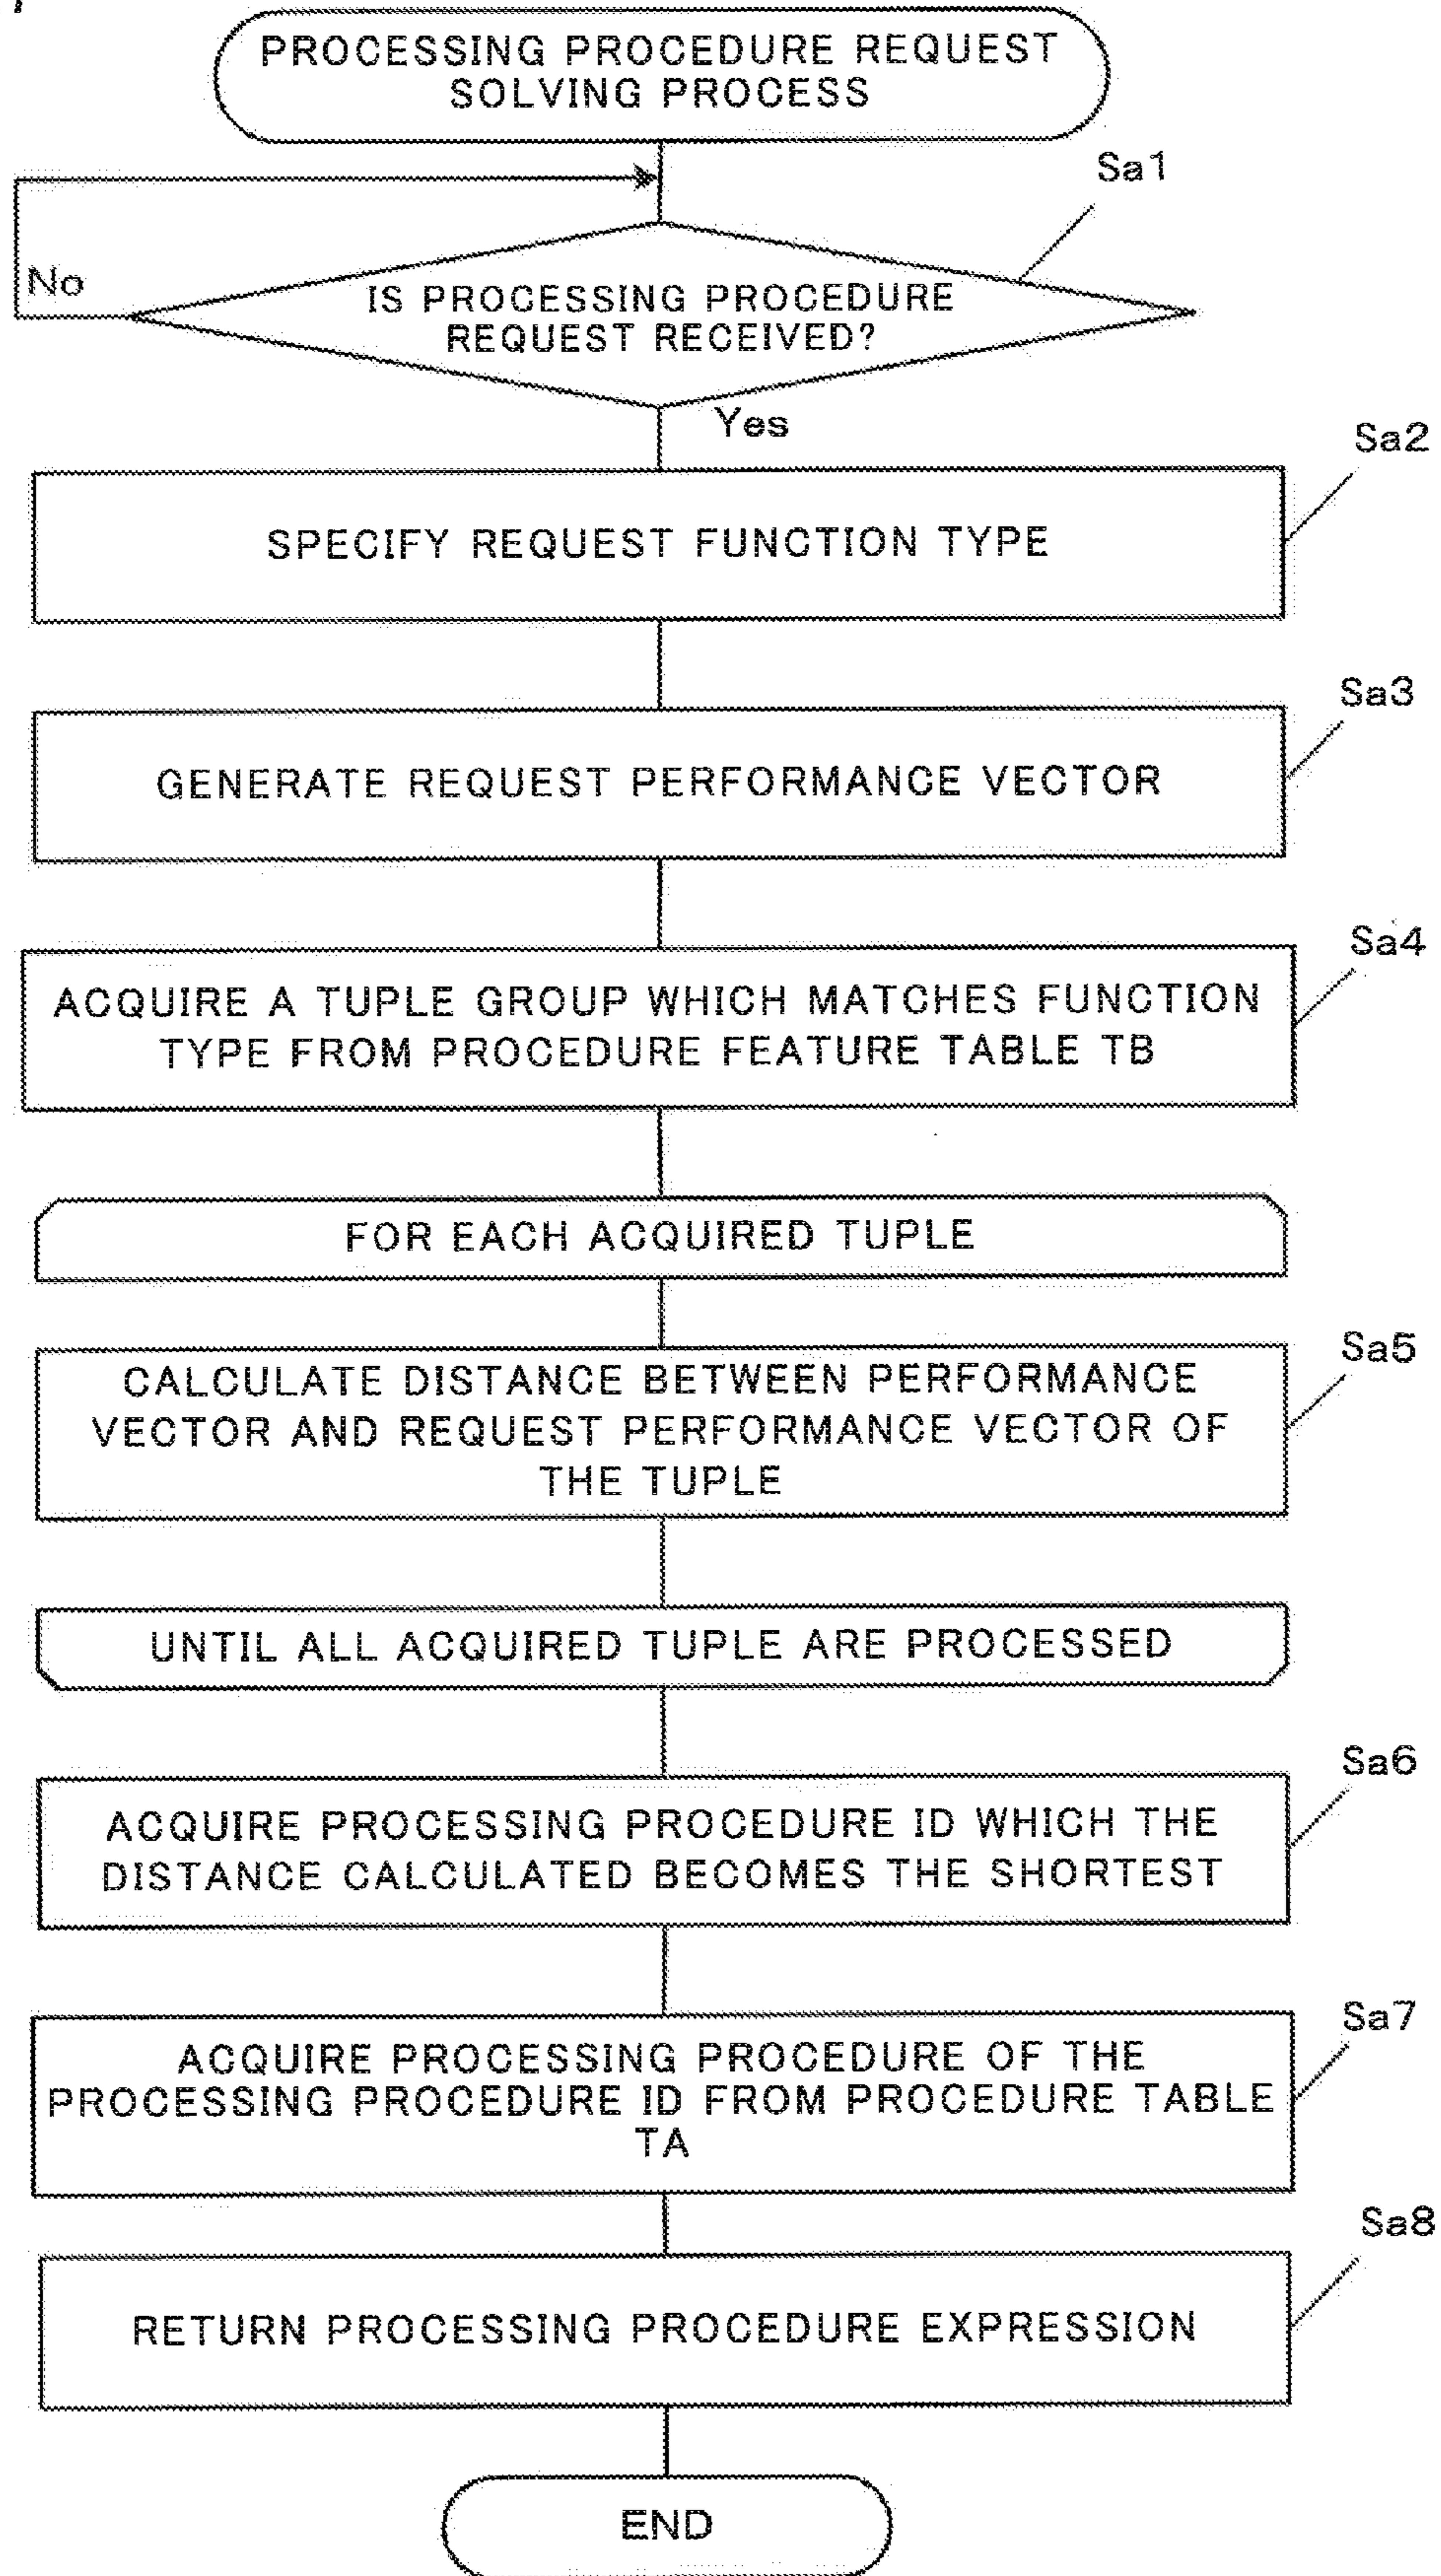 PROCESSING PROCEDURE REQUEST
SOLVING PROCESS
Sa1
No
IS PROCESSING PROCEDURE
REQUEST RECEIVED?
Yes
Sa2
SPECIFY REQUEST FUNCTION TYPE
Sa3
GENERATE REQUEST PERFORMANCE VECTOR
Sa4
ACQUIRE A TUPLE GROUP WHICH MATCHES FUNCTION
TYPE FROM PROCEDURE FEATURE TABLE TB
FOR EACH ACQUIRED TUPLE
Sa5
CALCULATE DISTANCE BETWEEN PERFORMANCE
VECTOR AND REQUEST PERFORMANCE VECTOR OF
THE TUPLE
UNTIL ALL ACQUIRED TUPLE ARE PROCESSED
Sa6
ACQUIRE PROCESSING PROCEDURE ID WHICH THE
DISTANCE CALCULATED BECOMES THE SHORTEST
Sa7
ACQUIRE PROCESSING PROCEDURE OF THE
PROCESSING PROCEDURE ID FROM PROCEDURE TABLE
TA
Sa8
RETURN PROCESSING PROCEDURE EXPRESSION
END